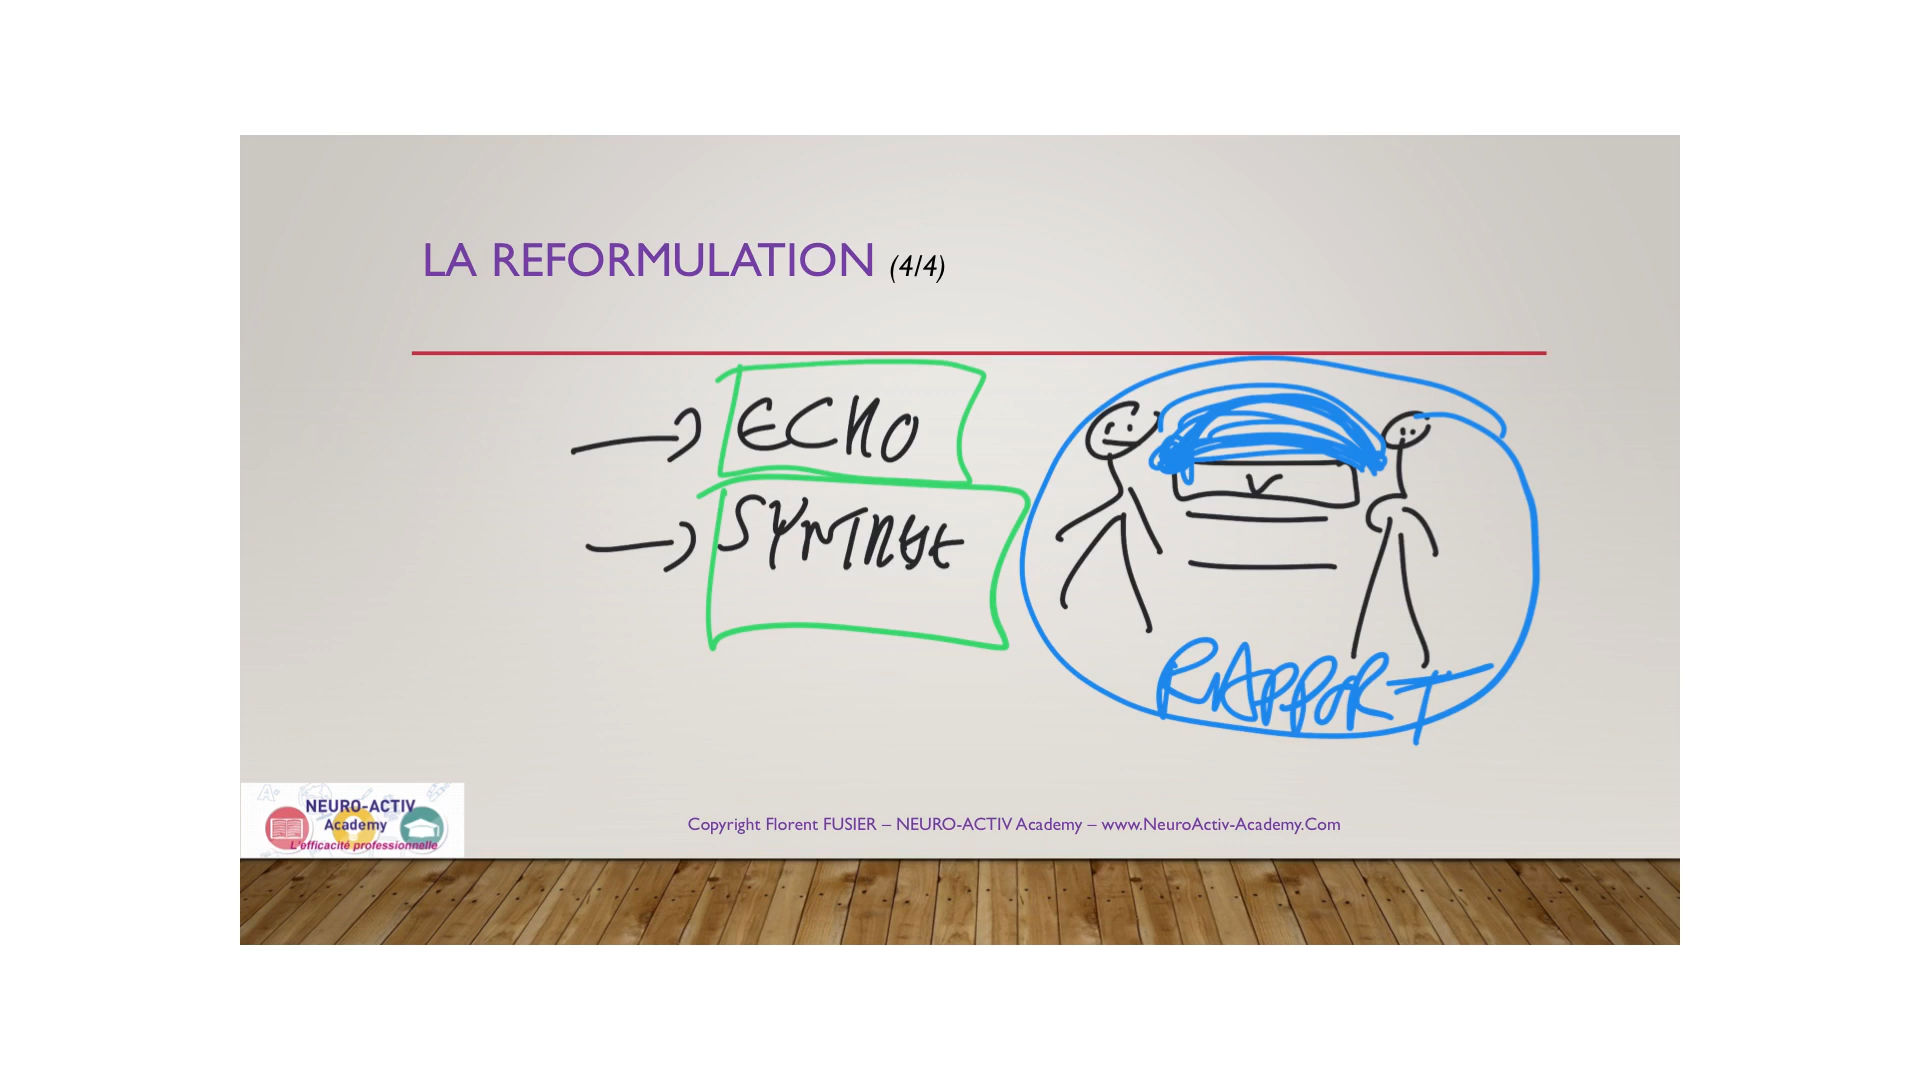 LA REFORMULATION (4/4)
ECHO
SYNTHESE
V
RAPPORT
NEURO-ACTIV
Academy
L'efficacité professionnelle
Copyright Florent FUSIER – NEURO-ACTIV Academy – www.NeuroActiv-Academy.Com